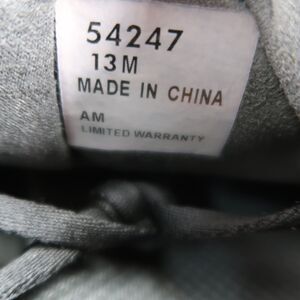 54247
13M
MADE IN CHINA
AM
LIMITED WARRANTY